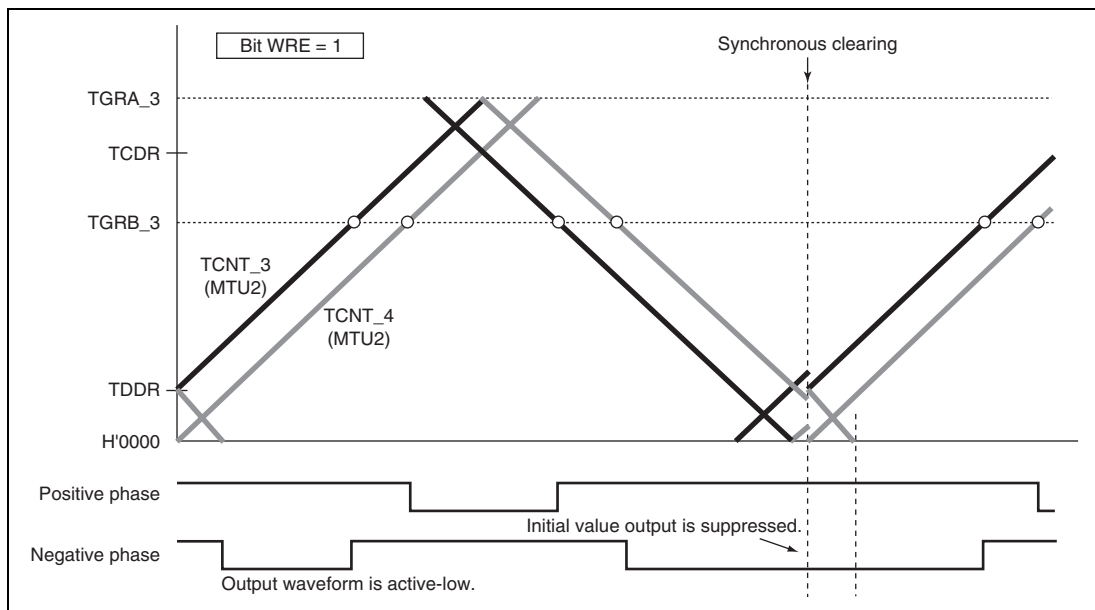 Bit WRE = 1
Synchronous clearing
TGRA_3
TCDR
TGRB_3
TCNT_3
(MTU2)
TCNT_4
(MTU2)
TDDR
H'0000
Positive phase
Initial value output is suppressed.
Negative phase
Output waveform is active-low.